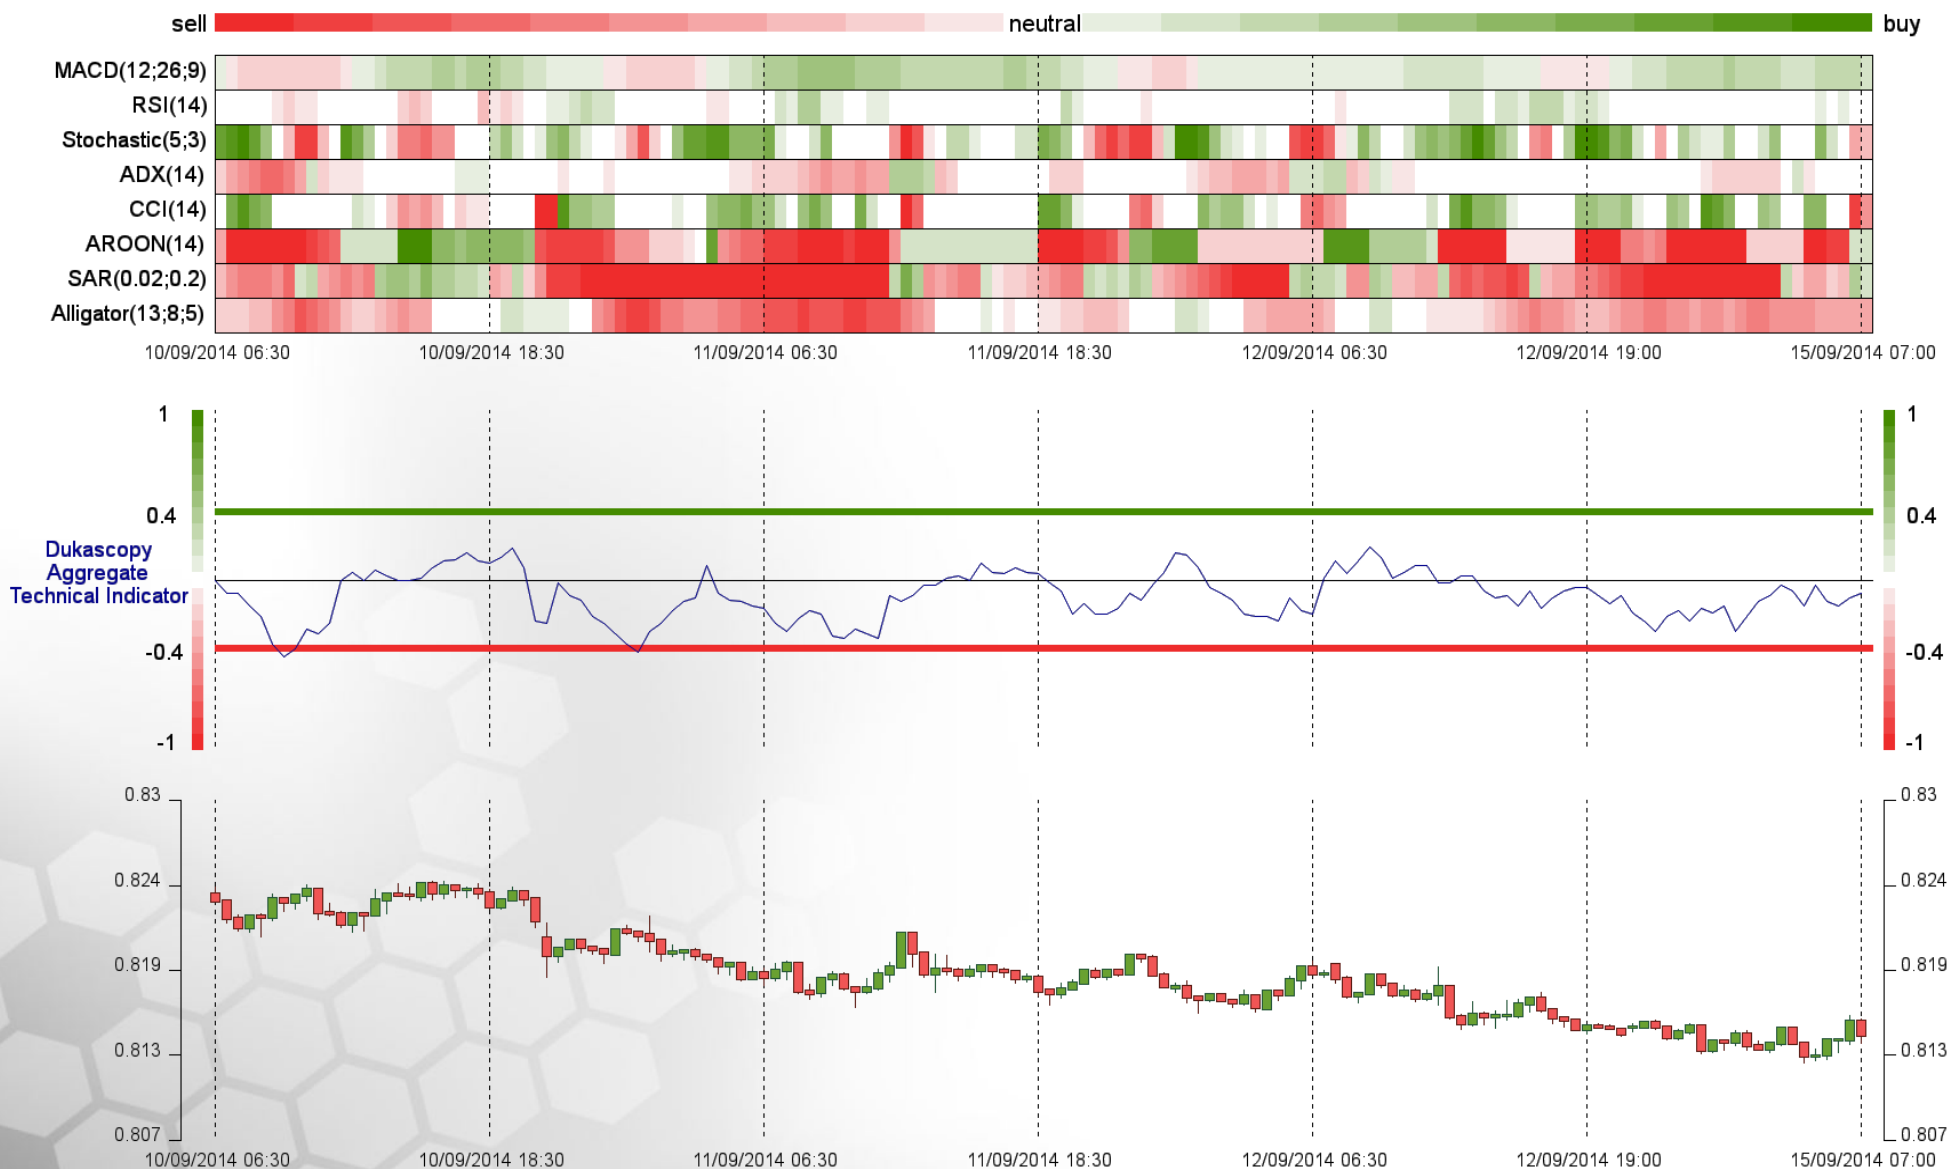 sell neutral buy
MACD(12;26;9)
RSI(14)
Stochastic(5;3)
ADX(14)
CCI(14)
AROON(14)
SAR(0.02;0.2)
Alligator(13;8;5)
10/09/2014 06:30 10/09/2014 18:30 11/09/2014 06:30 11/09/2014 18:30 12/09/2014 06:30 12/09/2014 19:00 15/09/2014 07:00
1 1
0.4 0.4
Dukascopy
Aggregate
Technical Indicator
-0.4 -0.4
-1 -1
0.83 0.83
0.824 0.824
0.819 0.819
0.813 0.813
0.807 0.807
10/09/2014 06:30 10/09/2014 18:30 11/09/2014 06:30 11/09/2014 18:30 12/09/2014 06:30 12/09/2014 19:00 15/09/2014 07:00